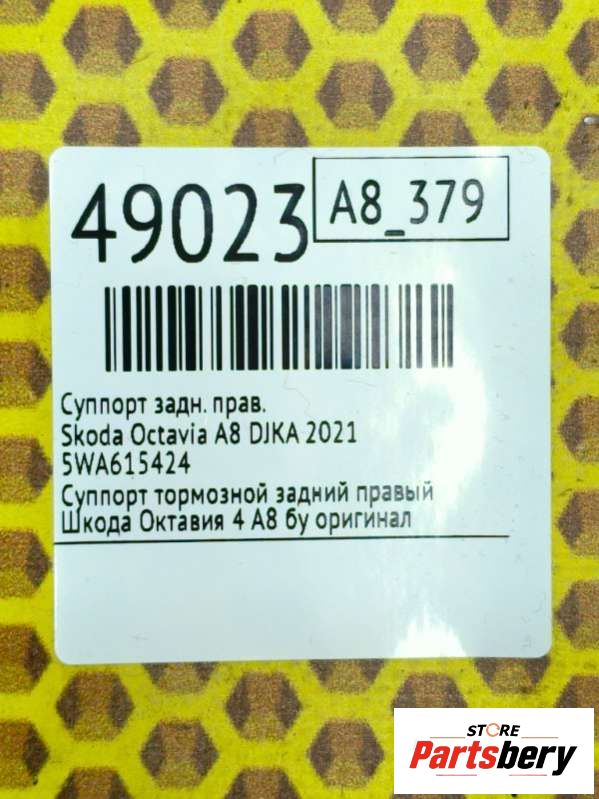 49023
A8_379
Суппорт задн. прав.
Skoda Octavia A8 DJKA 2021
5WA615424
Суппорт тормозной задний правый
Шкода Октавия 4 А8 бу оригинал
STORE
Partsbery